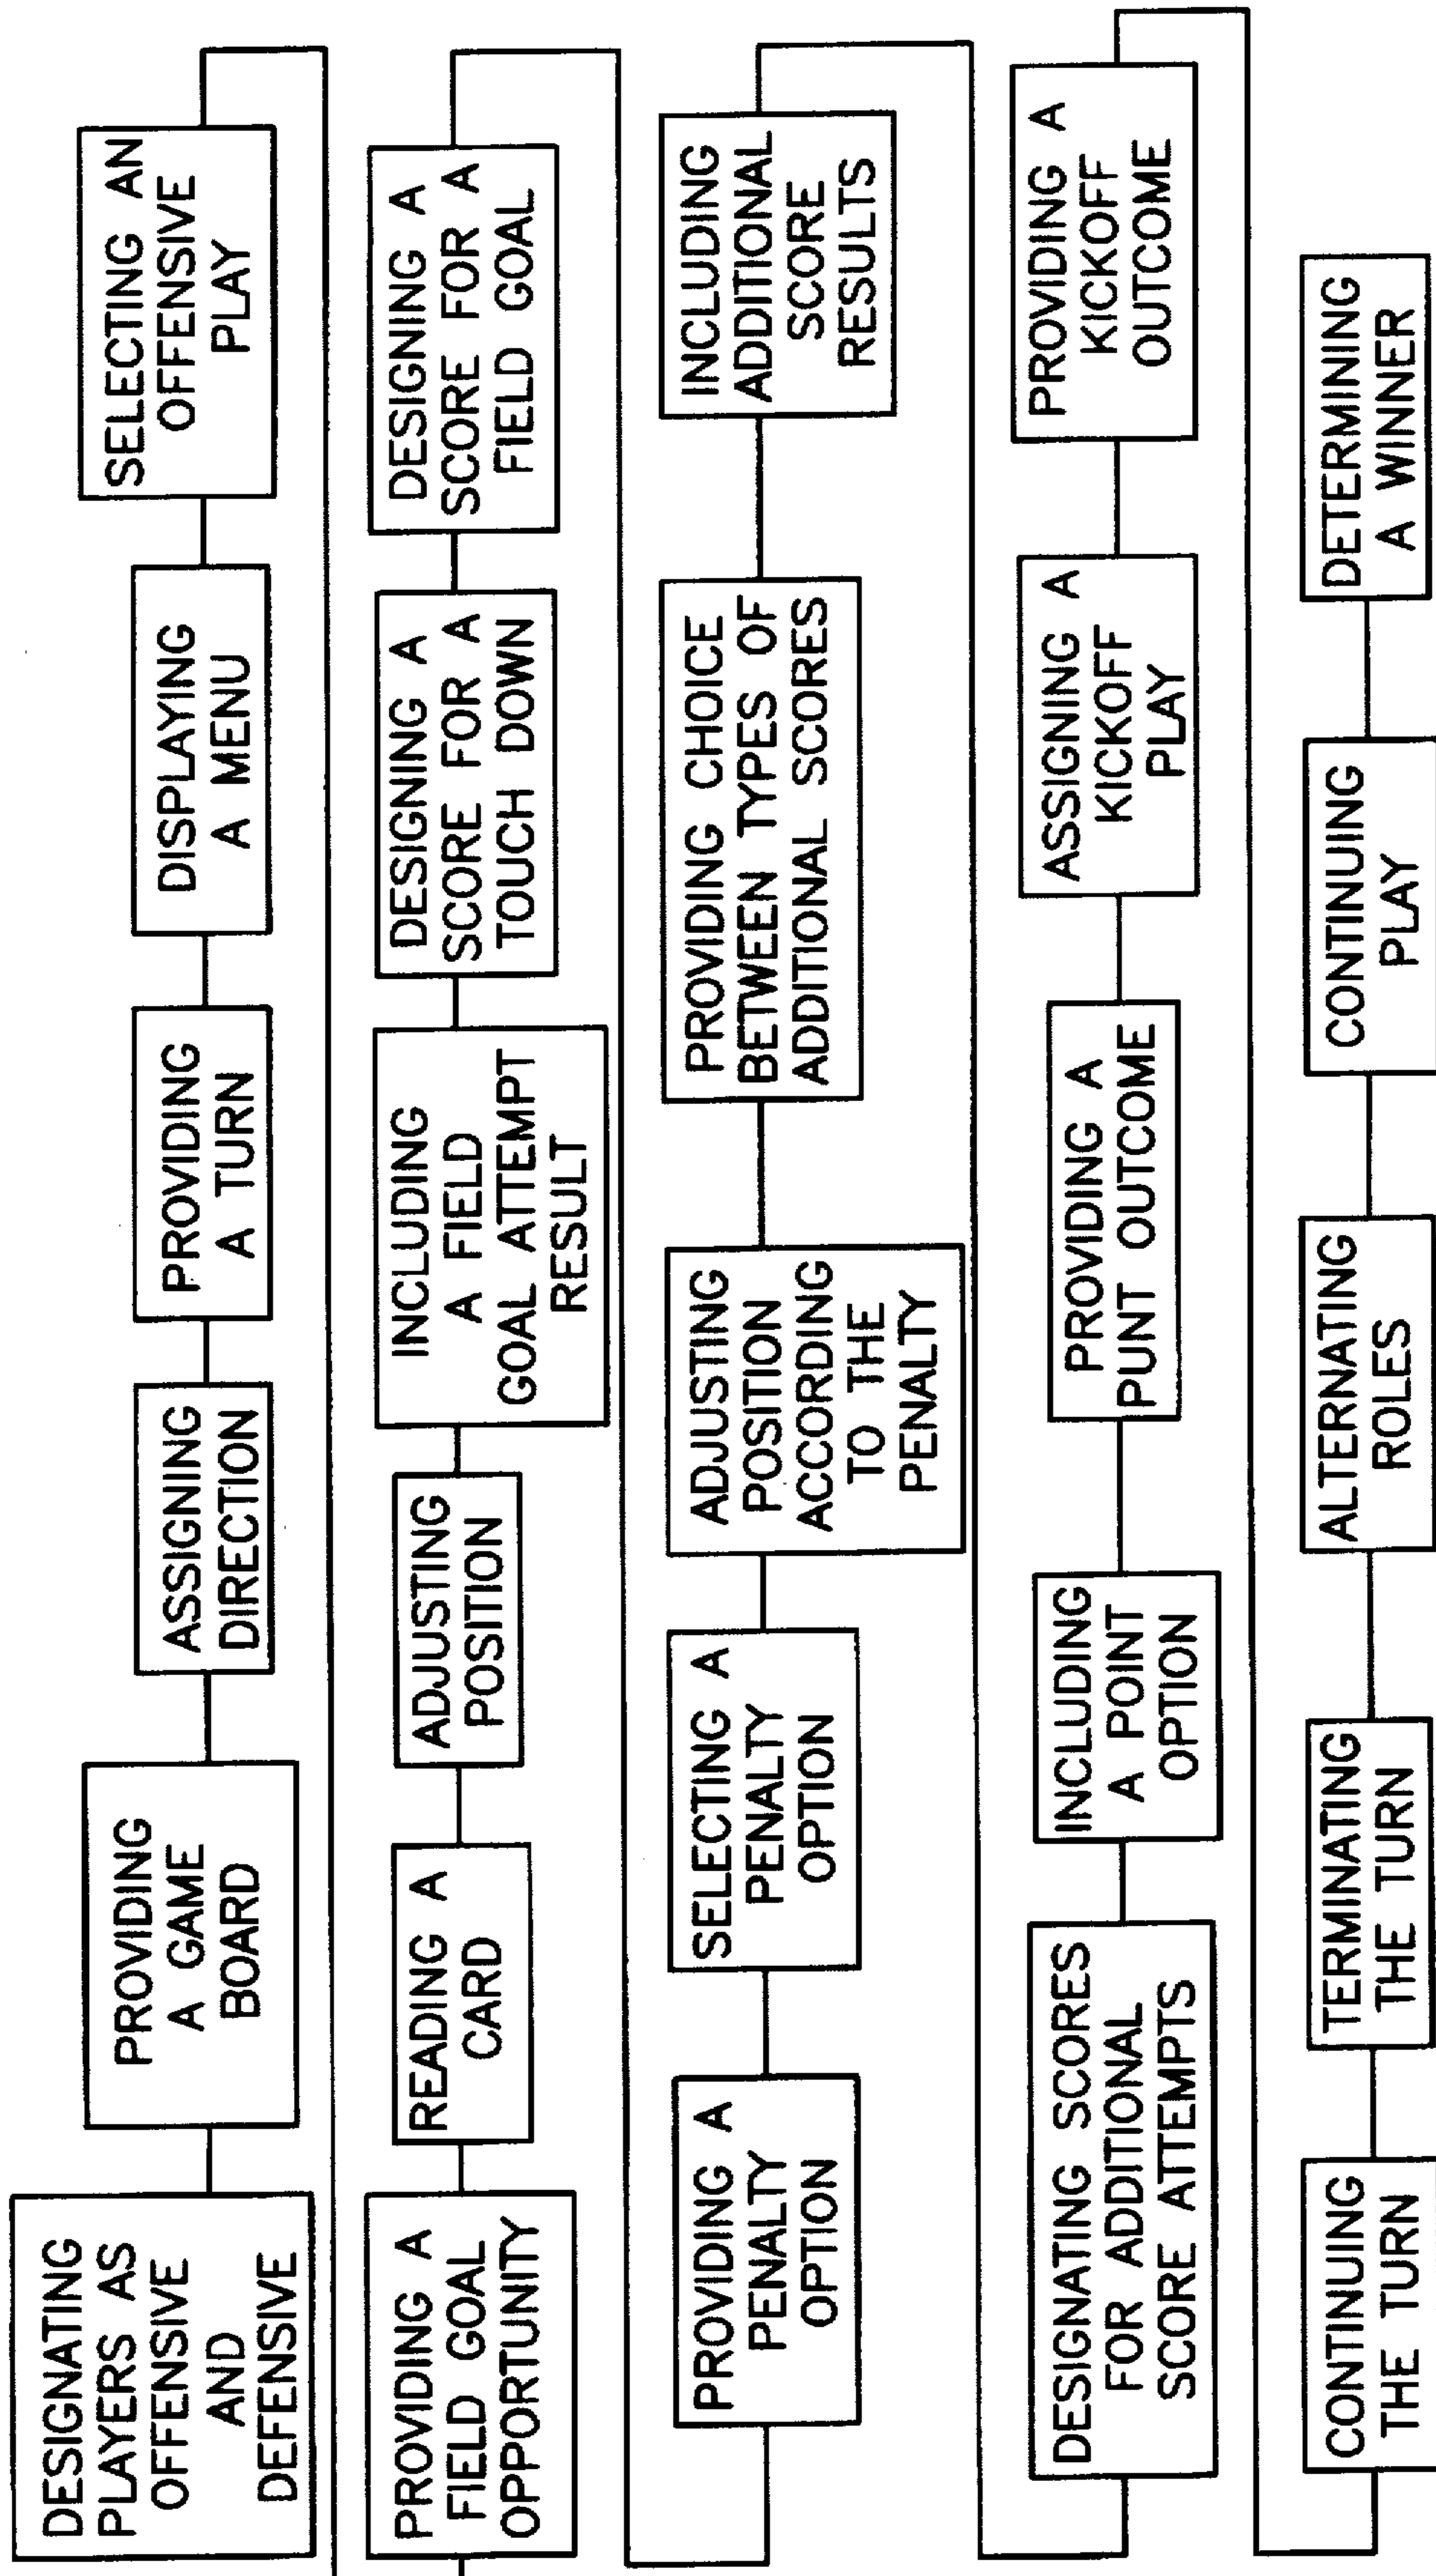 DESIGNATING
PLAYERS AS
OFFENSIVE
AND
DEFENSIVE
PROVIDING
A GAME
BOARD
ASSIGNING
DIRECTION
PROVIDING
A TURN
DISPLAYING
A MENU
SELECTING AN
OFFENSIVE
PLAY
PROVIDING A
FIELD GOAL
OPPORTUNITY
READING A
CARD
ADJUSTING
POSITION
INCLUDING
A FIELD
GOAL ATTEMPT
RESULT
DESIGNING A
SCORE FOR A
TOUCH DOWN
DESIGNING A
SCORE FOR A
FIELD GOAL
PROVIDING A
PENALTY
OPTION
SELECTING A
PENALTY
OPTION
ADJUSTING
POSITION
ACCORDING
TO THE
PENALTY
PROVIDING CHOICE
BETWEEN TYPES OF
ADDITIONAL SCORES
INCLUDING
ADDITIONAL
SCORE
RESULTS
DESIGNATING SCORES
FOR ADDITIONAL
SCORE ATTEMPTS
INCLUDING
A POINT
OPTION
PROVIDING A
PUNT OUTCOME
ASSIGNING A
KICKOFF
PLAY
PROVIDING A
KICKOFF
OUTCOME
CONTINUING
THE TURN
TERMINATING
THE TURN
ALTERNATING
ROLES
CONTINUING
PLAY
DETERMINING
A WINNER